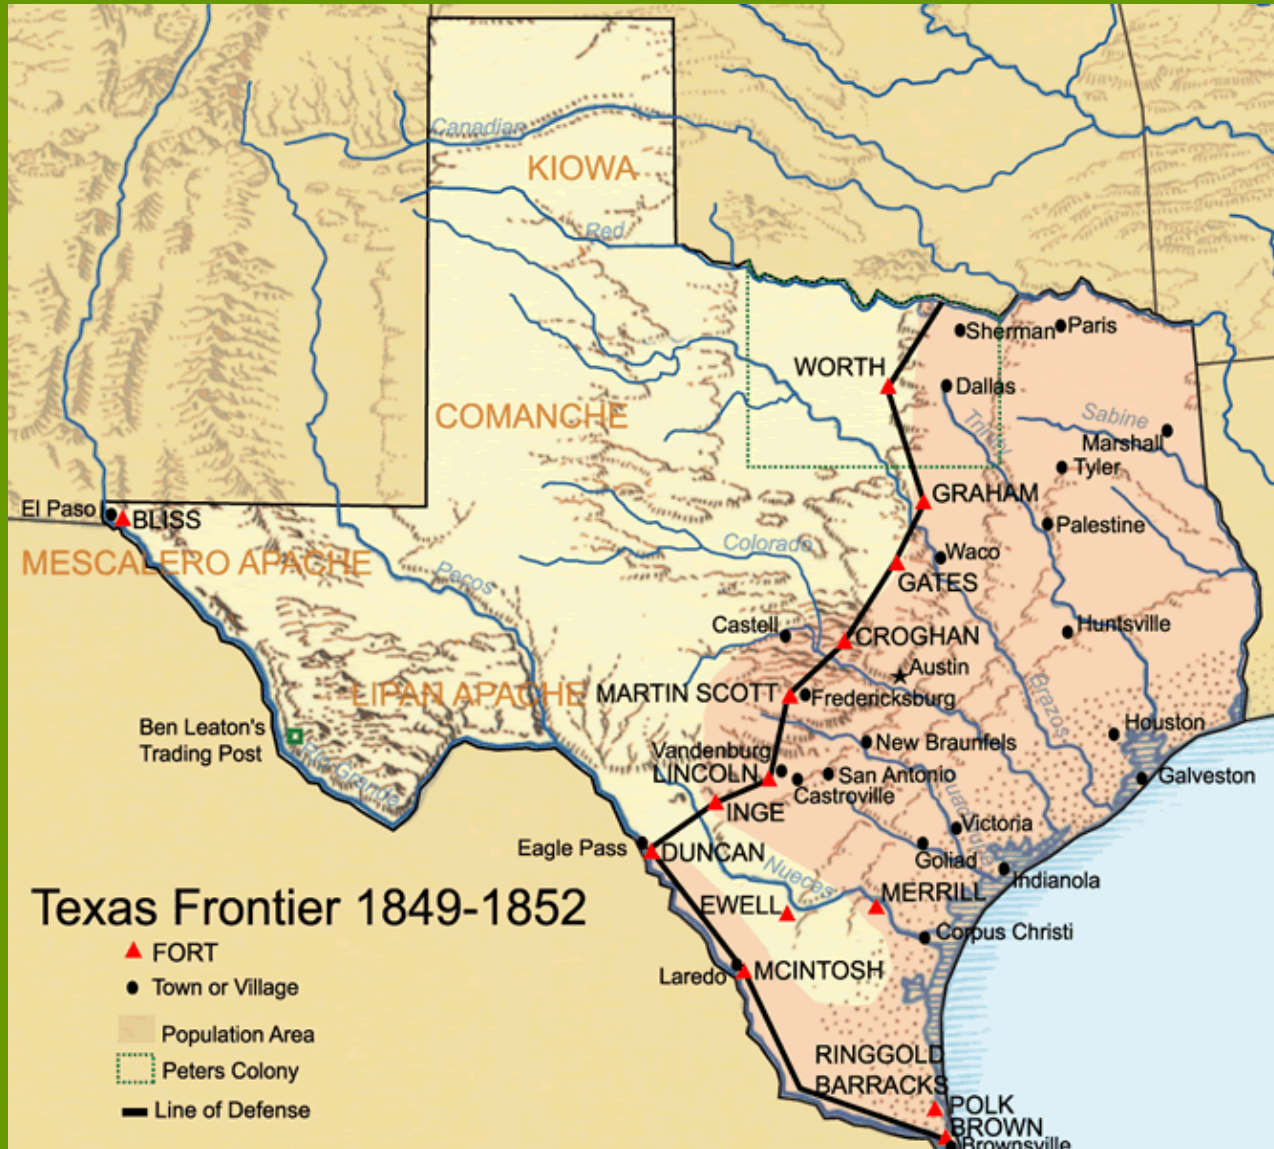 Canadian
KIOWA
Red
Sherman
Paris
WORTH
Dallas
COMANCHE
Trinity
Sabine
Marshall
Tyler
GRAHAM
El Paso
BLISS
Palestine
MESCALERO APACHE
Colorado
Waco
Pecos
GATES
Castell
CROGHAN
Huntsville
Austin
LIPAN APACHE
MARTIN SCOTT
Fredericksburg
Brazos
Ben Leaton's
Trading Post
Rio Grande
Houston
New Braunfels
Vandenburg
LINCOLN
San Antonio
Castroville
Galveston
INGE
Guadalupe
Victoria
Eagle Pass
DUNCAN
Goliad
Nueces
Indianola
MERRILL
EWELL
Corpus Christi
Laredo
MCINTOSH
RINGGOLD
BARRACKS
POLK
BROWN
Brownsville
Texas Frontier 1849-1852
FORT
Town or Village
Population Area
Peters Colony
Line of Defense